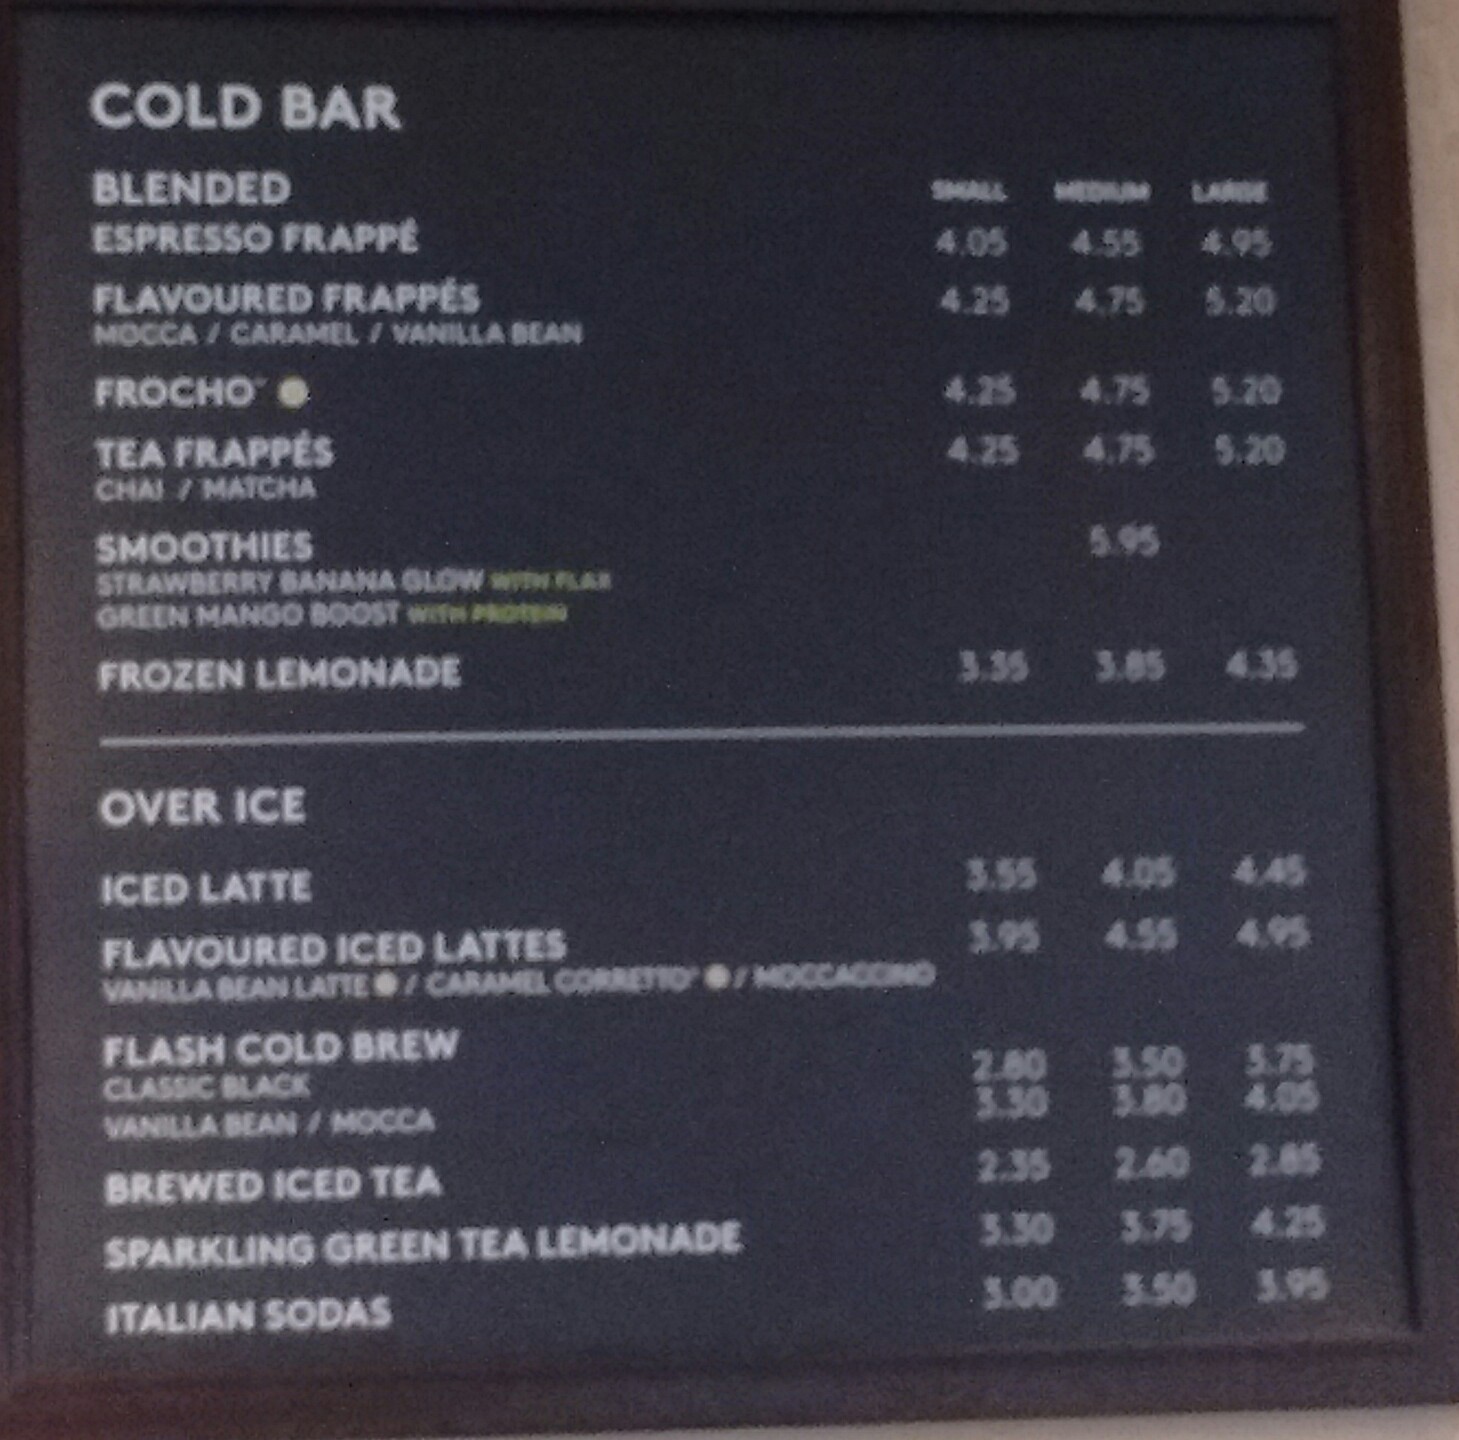 COLD BAR
BLENDED SMALL MEDIUM LARGE
ESPRESSO FRAPPÉ 4.05 4.55 4.95
FLAVOURED FRAPPÉS 4.25 4.75 5.20
MOCCA / CARAMEL / VANILLA BEAN
FROCHO™ 4.25 4.75 5.20
TEA FRAPPÉS 4.25 4.75 5.20
CHAI / MATCHA
SMOOTHIES 5.95
STRAWBERRY BANANA GLOW WITH FLAX
GREEN MANGO BOOST WITH PROTEIN
FROZEN LEMONADE 3.35 3.85 4.35
OVER ICE
ICED LATTE 3.55 4.05 4.45
FLAVOURED ICED LATTES 3.95 4.55 4.95
VANILLA BEAN LATTE / CARAMEL CORRETTO™ / MOCCACCINO
FLASH COLD BREW
CLASSIC BLACK 2.80 3.50 3.75
VANILLA BEAN / MOCCA 3.30 3.80 4.05
BREWED ICED TEA 2.35 2.60 2.85
SPARKLING GREEN TEA LEMONADE 3.30 3.75 4.25
ITALIAN SODAS 3.00 3.50 3.95